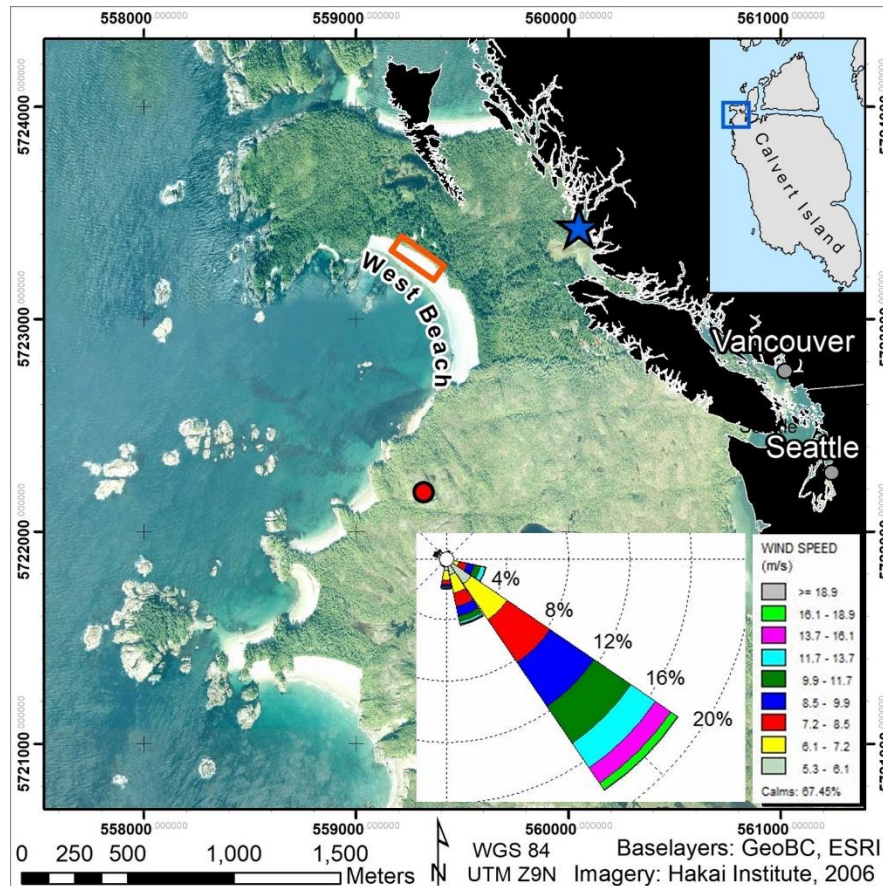 558000.000000 559000.000000 560000.000000 561000.000000
5724000.000000
5723000.000000
5722000.000000
5721000.000000
Calvert Island
West Beach
Vancouver
Seattle
4%
8%
12%
16%
20%
WIND SPEED
(m/s)
>= 18.9
16.1 - 18.9
13.7 - 16.1
11.7 - 13.7
9.9 - 11.7
8.5 - 9.9
7.2 - 8.5
6.1 - 7.2
5.3 - 6.1
Calms: 67.45%
558000.000000 559000.000000 560000.000000 561000.000000
0 250 500 1,000 1,500
Meters
N
WGS 84
UTM Z9N
Baselayers: GeoBC, ESRI
Imagery: Hakai Institute, 2006